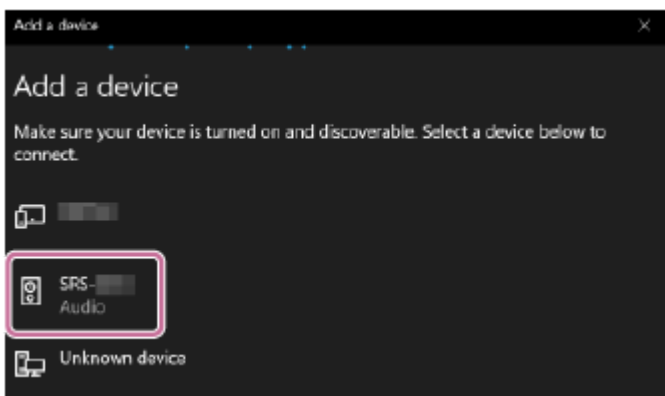 Add a device
Add a device
Make sure your device is turned on and discoverable. Select a device below to
connect.
SRS-
Audio
Unknown device